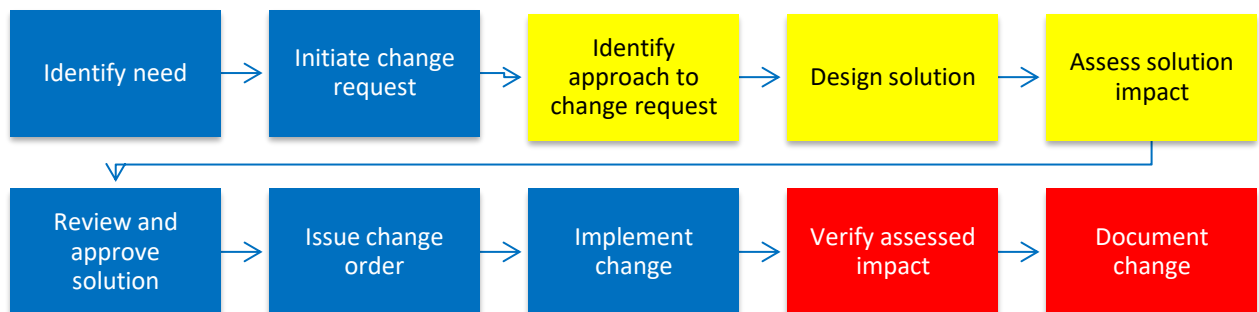 Identify need
Initiate change
request
Identify
approach to
change request
Design solution
Assess solution
impact
Review and
approve
solution
Issue change
order
Implement
change
Verify assessed
impact
Document
change